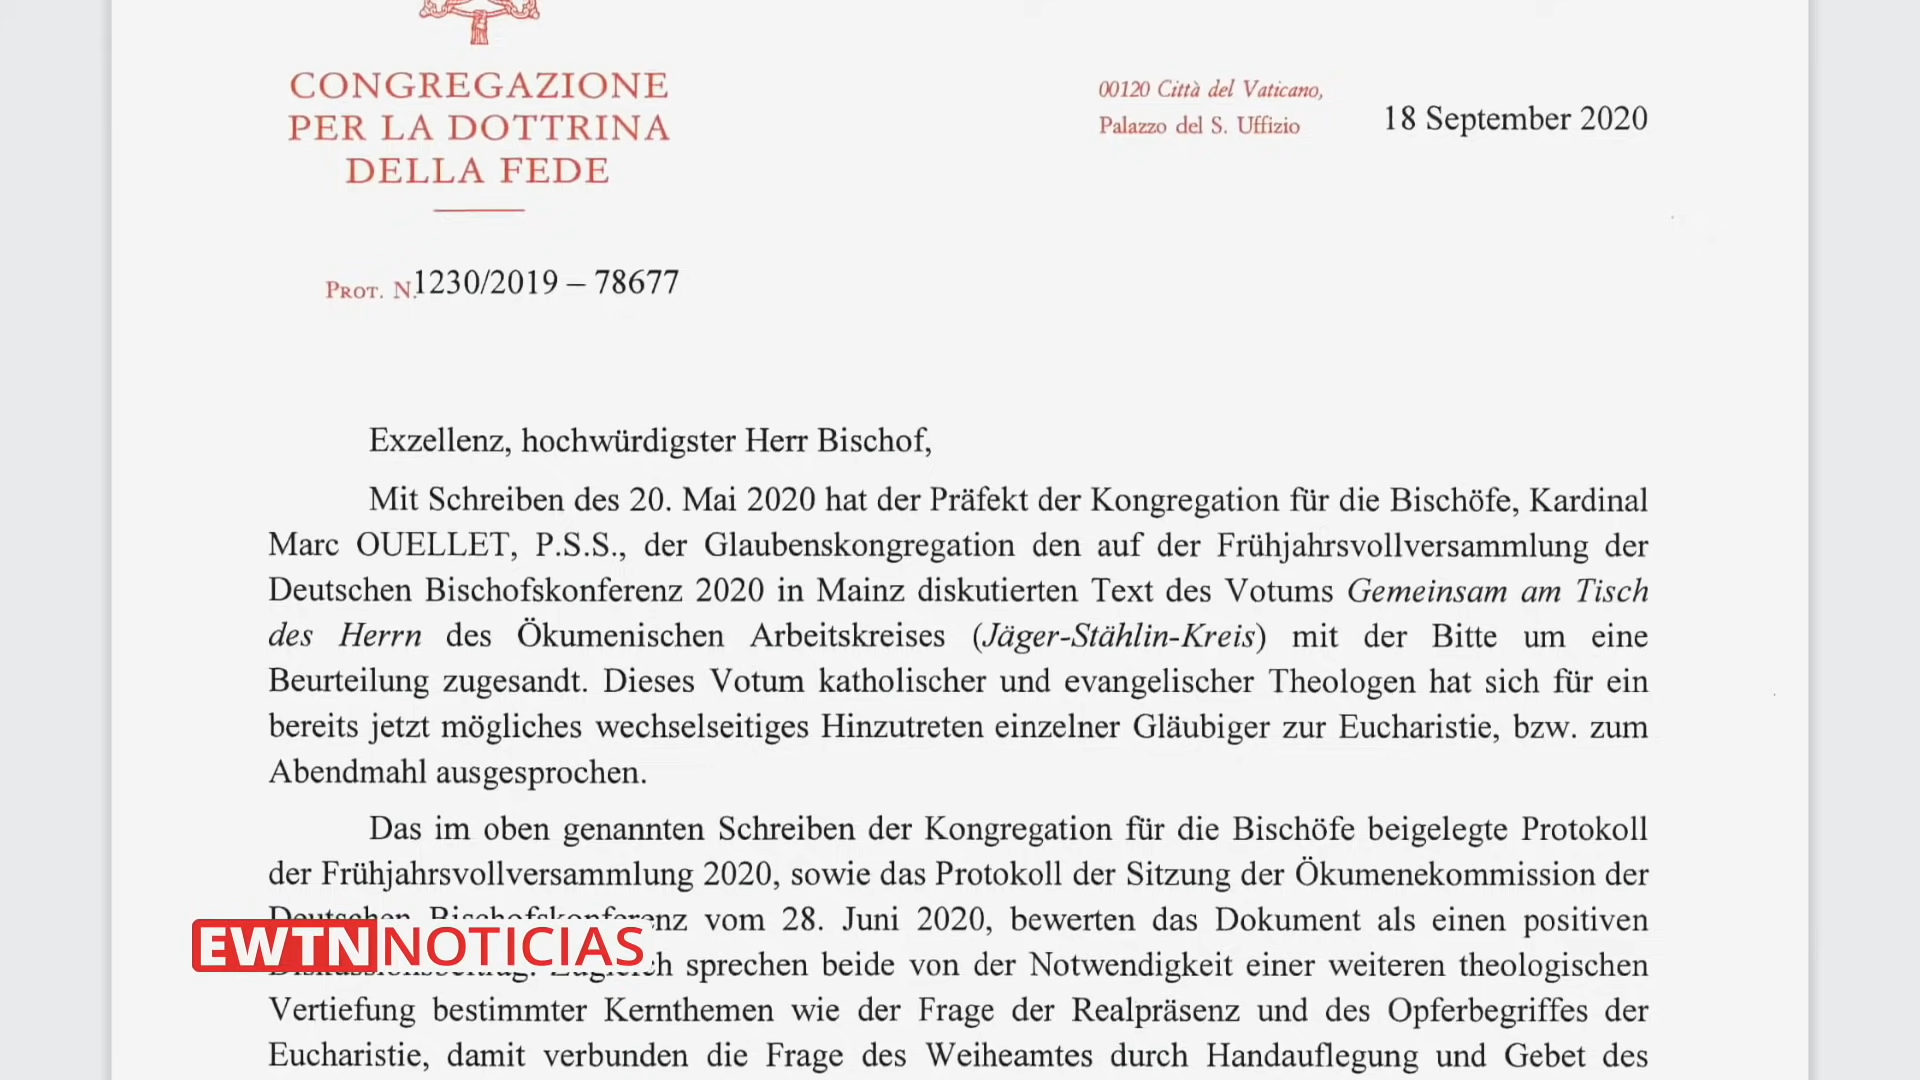 CONGREGAZIONE
PER LA DOTTRINA
DELLA FEDE
00120 Città del Vaticano,
Palazzo del S. Uffizio
18 September 2020
PROT. N.1230/2019 – 78677
Exzellenz, hochwürdigster Herr Bischof,
Mit Schreiben des 20. Mai 2020 hat der Präfekt der Kongregation für die Bischöfe, Kardinal
Marc OUELLET, P.S.S., der Glaubenskongregation den auf der Frühjahrsvollversammlung der
Deutschen Bischofskonferenz 2020 in Mainz diskutierten Text des Votums Gemeinsam am Tisch
des Herrn des Ökumenischen Arbeitskreises (Jäger-Stählin-Kreis) mit der Bitte um eine
Beurteilung zugesandt. Dieses Votum katholischer und evangelischer Theologen hat sich für ein
bereits jetzt mögliches wechselseitiges Hinzutreten einzelner Gläubiger zur Eucharistie, bzw. zum
Abendmahl ausgesprochen.
Das im oben genannten Schreiben der Kongregation für die Bischöfe beigelegte Protokoll
der Frühjahrsvollversammlung 2020, sowie das Protokoll der Sitzung der Ökumenekommission der
Deutschen Bischofskonferenz vom 28. Juni 2020, bewerten das Dokument als einen positiven
sprechen beide von der Notwendigkeit einer weiteren theologischen
Vertiefung bestimmter Kernthemen wie der Frage der Realpräsenz und des Opferbegriffes der
Eucharistie, damit verbunden die Frage des Weiheamtes durch Handauflegung und Gebet des
EWTN NOTICIAS